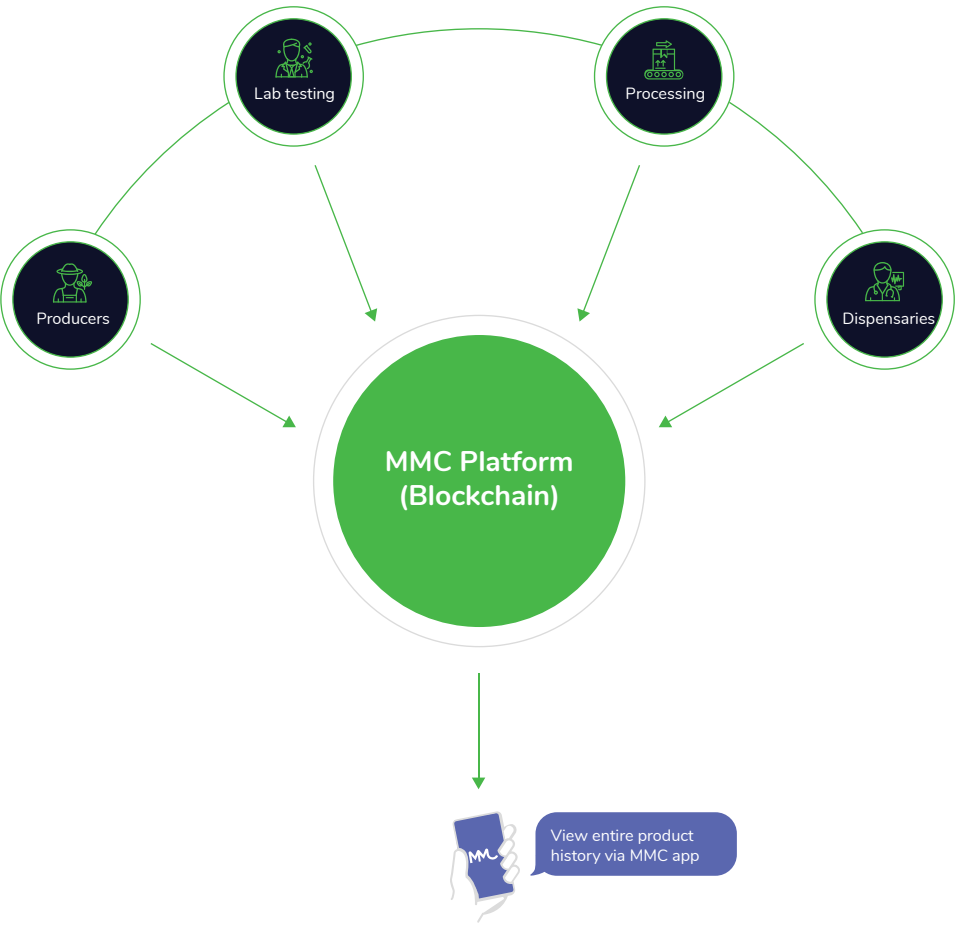 Lab testing
Processing
Producers
Dispensaries
MMC Platform
(Blockchain)
MMC
View entire product
history via MMC app